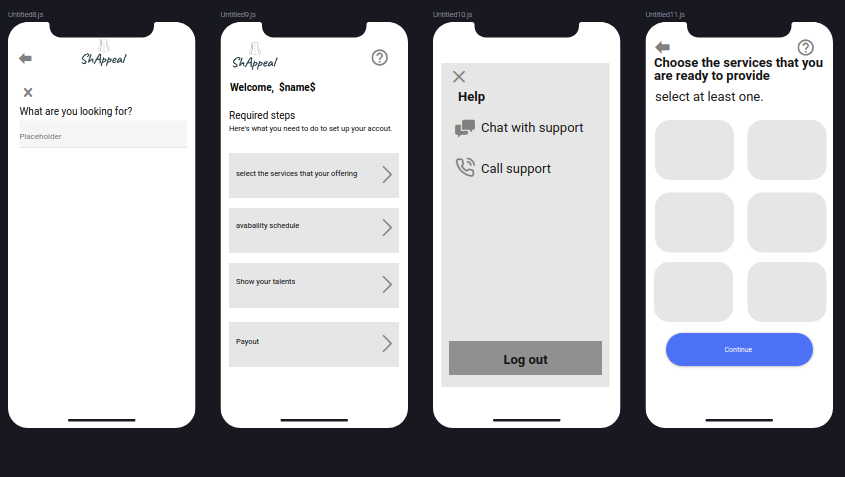 Untitled8.js
ShAppeal
What are you looking for?
Placeholder
Untitled9.js
ShAppeal
Welcome, $name$
Required steps
Here's what you need to do to set up your accout.
select the services that your offering
avabaility schedule
Show your talents
Payout
Untitled10.js
Help
Chat with support
Call support
Log out
Untitled11.js
Choose the services that you
are ready to provide
select at least one.
Continue